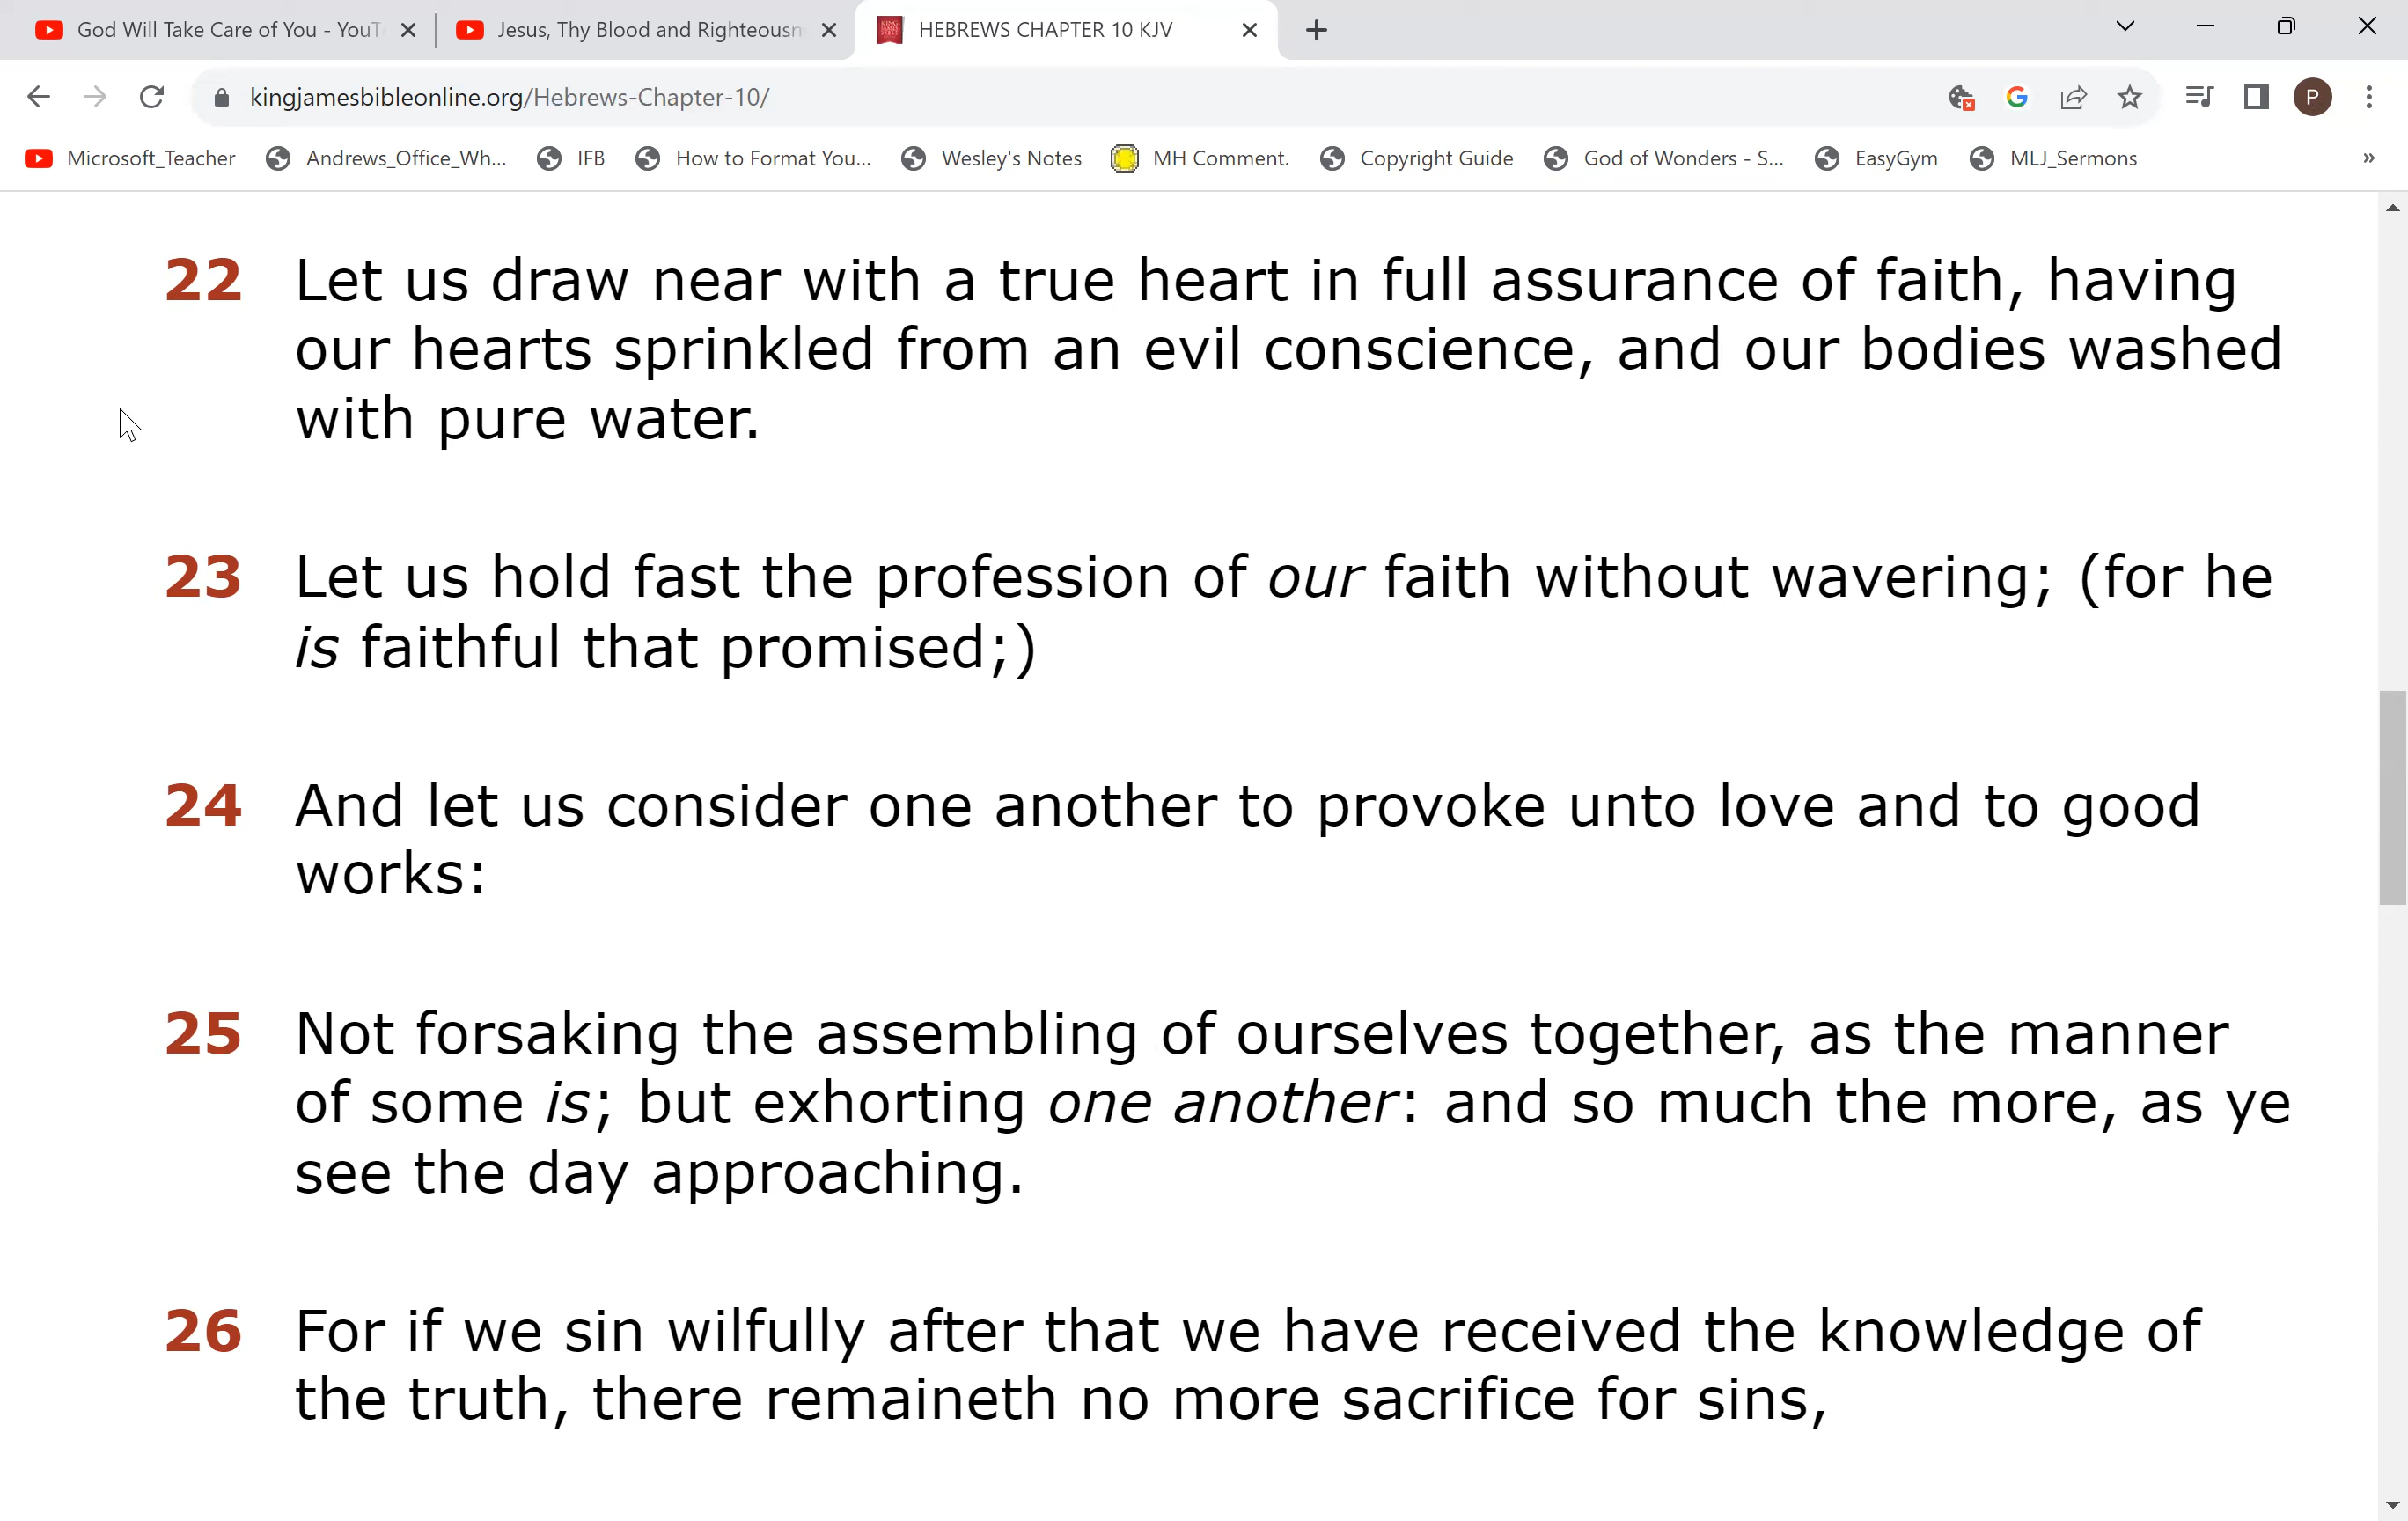 God Will Take Care of You - YouT
Jesus, Thy Blood and Righteousn
HEBREWS CHAPTER 10 KJV
kingjamesbibleonline.org/Hebrews-Chapter-10/
P
Microsoft_Teacher
Andrews_Office_Wh...
IFB
How to Format You...
Wesley's Notes
MH Comment.
Copyright Guide
God of Wonders - S...
EasyGym
MLJ_Sermons
»
22 Let us draw near with a true heart in full assurance of faith, having
our hearts sprinkled from an evil conscience, and our bodies washed
with pure water.
23 Let us hold fast the profession of our faith without wavering; (for he
is faithful that promised;)
24 And let us consider one another to provoke unto love and to good
works:
25 Not forsaking the assembling of ourselves together, as the manner
of some is; but exhorting one another: and so much the more, as ye
see the day approaching.
26 For if we sin wilfully after that we have received the knowledge of
the truth, there remaineth no more sacrifice for sins,